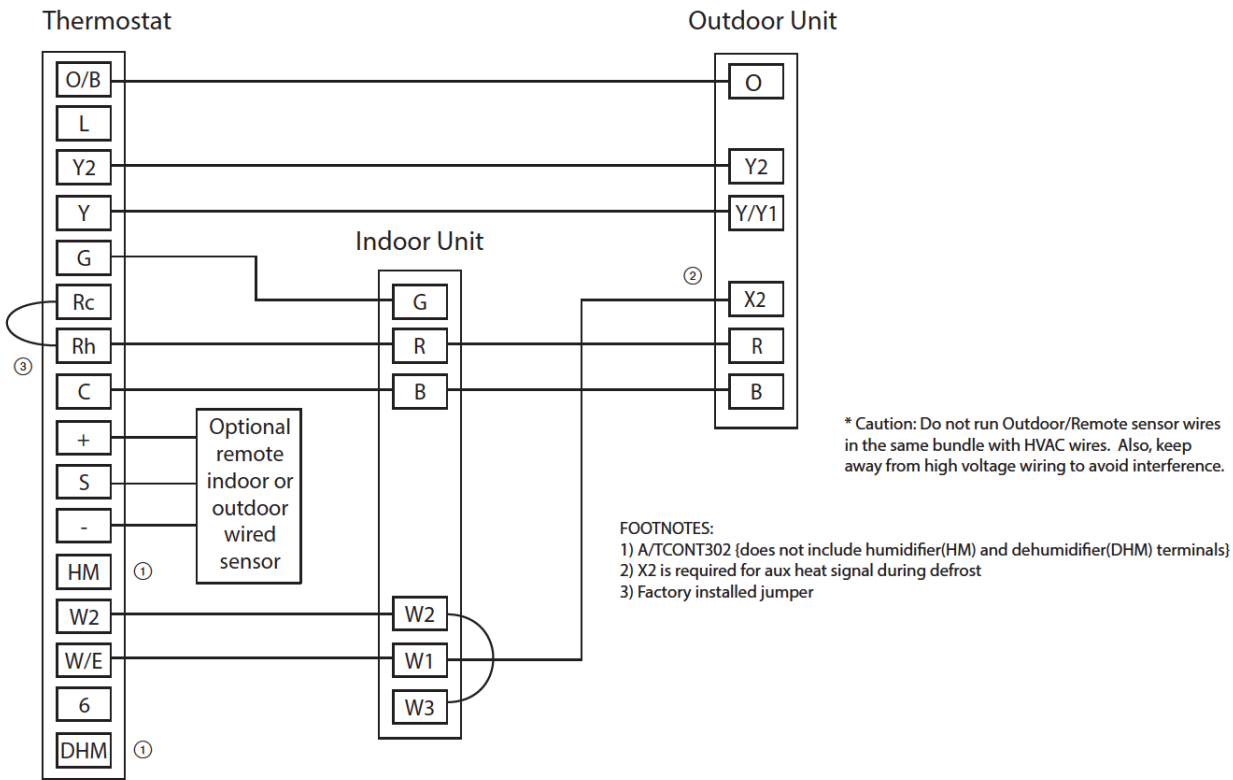 Thermostat
Outdoor Unit
O/B
O
L
Y2
Y2
Y
Y/Y1
G
Indoor Unit
②
Rc
G
X2
Rh
R
R
③
C
B
B
+
S
-
Optional
remote
indoor or
outdoor
wired
sensor
* Caution: Do not run Outdoor/Remote sensor wires
in the same bundle with HVAC wires. Also, keep
away from high voltage wiring to avoid interference.
FOOTNOTES:
1) A/TCONT302 {does not include humidifier(HM) and dehumidifier(DHM) terminals}
2) X2 is required for aux heat signal during defrost
3) Factory installed jumper
HM
①
W2
W2
W/E
W1
6
W3
DHM
①